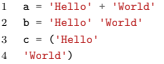 1 a = 'Hello' + 'World'
2 b = 'Hello' 'World'
3 c = ('Hello'
4 'World')